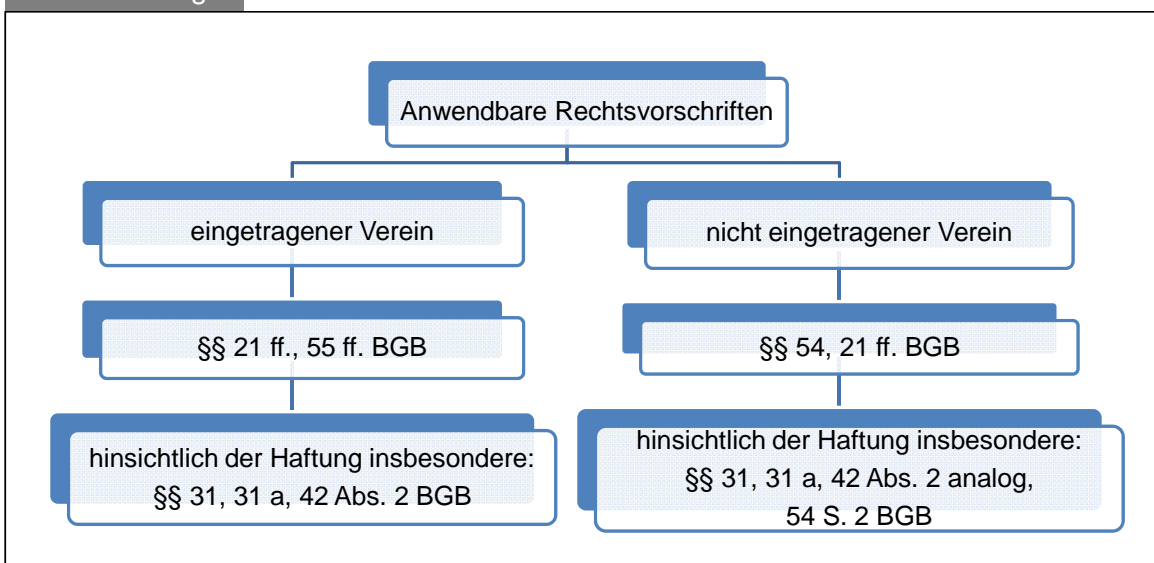 Anwendbare Rechtsvorschriften
eingetragener Verein
nicht eingetragener Verein
§§ 21 ff., 55 ff. BGB
§§ 54, 21 ff. BGB
hinsichtlich der Haftung insbesondere:
§§ 31, 31 a, 42 Abs. 2 BGB
hinsichtlich der Haftung insbesondere:
§§ 31, 31 a, 42 Abs. 2 analog,
54 S. 2 BGB